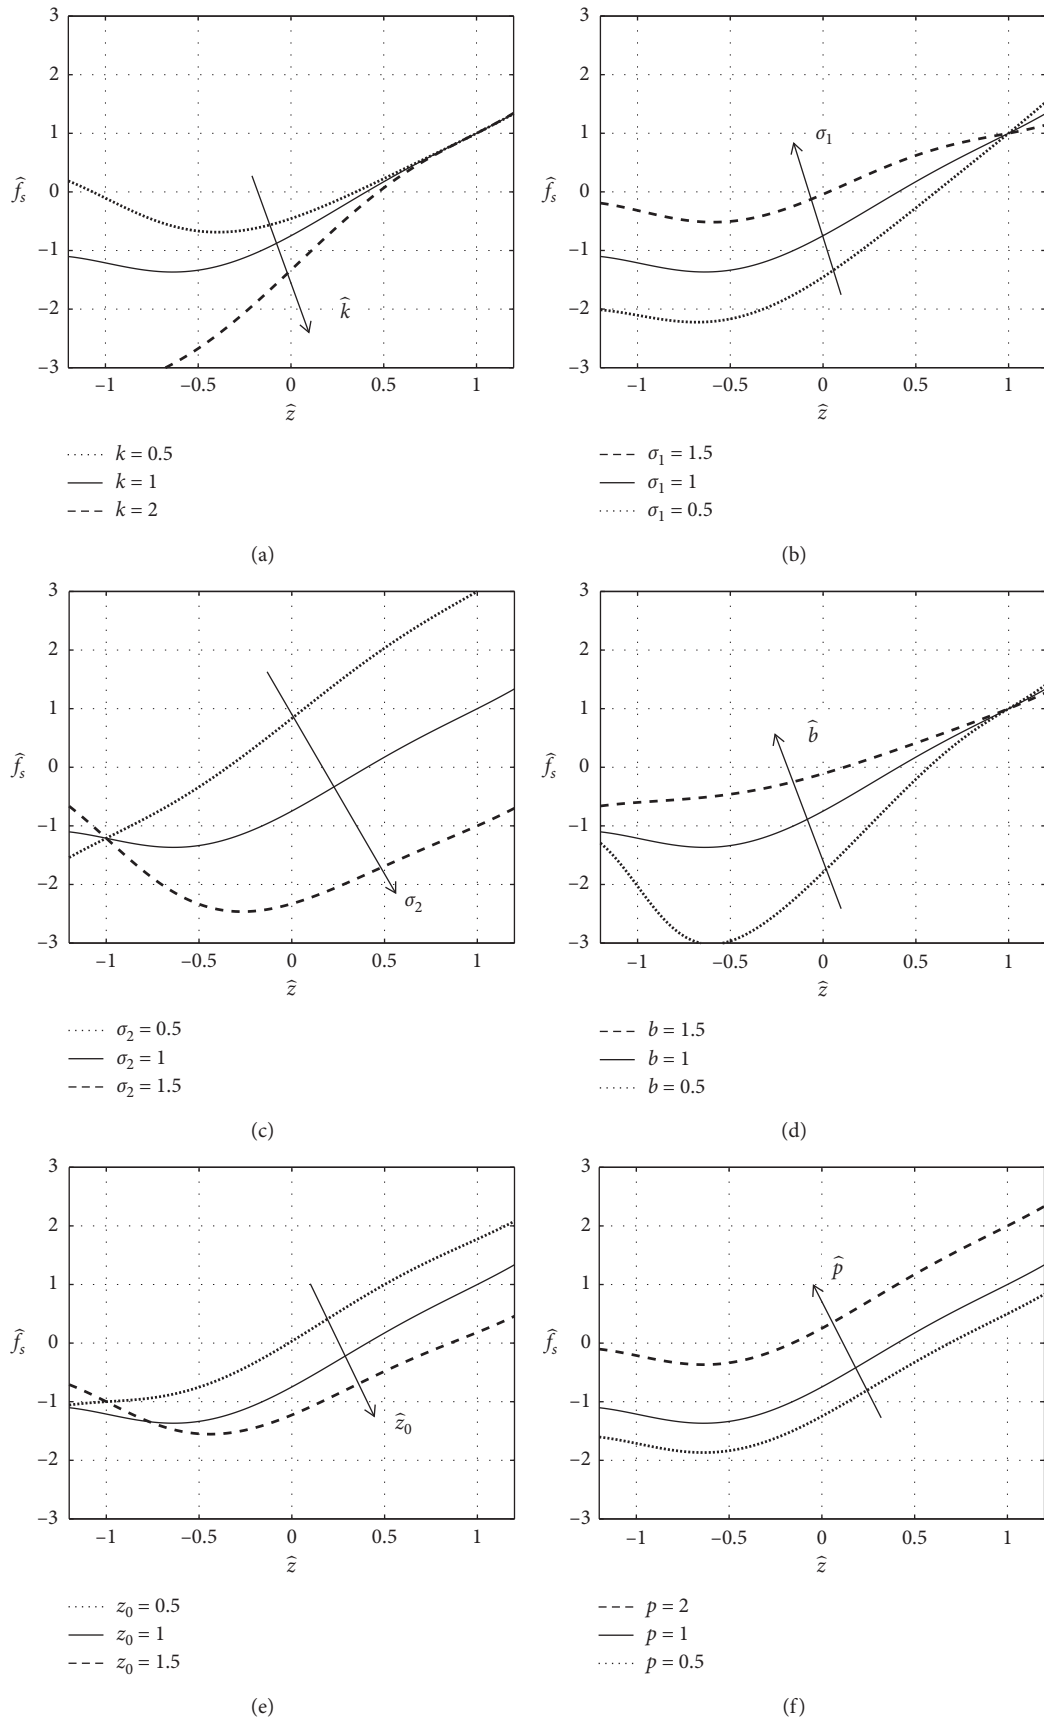 3
2
1
0
−1
−2
−3
f̂s
−1
−0.5
0
0.5
1
ẑ
k̂
k = 0.5
k = 1
k = 2
(a)
3
2
1
0
−1
−2
−3
f̂s
−1
−0.5
0
0.5
1
ẑ
σ1
σ1 = 1.5
σ1 = 1
σ1 = 0.5
(b)
3
2
1
0
−1
−2
−3
f̂s
−1
−0.5
0
0.5
1
ẑ
σ2
σ2 = 0.5
σ2 = 1
σ2 = 1.5
(c)
3
2
1
0
−1
−2
−3
f̂s
−1
−0.5
0
0.5
1
ẑ
b̂
b = 1.5
b = 1
b = 0.5
(d)
3
2
1
0
−1
−2
−3
f̂s
−1
−0.5
0
0.5
1
ẑ
ẑ0
z0 = 0.5
z0 = 1
z0 = 1.5
(e)
3
2
1
0
−1
−2
−3
f̂s
−1
−0.5
0
0.5
1
ẑ
p̂
p = 2
p = 1
p = 0.5
(f)